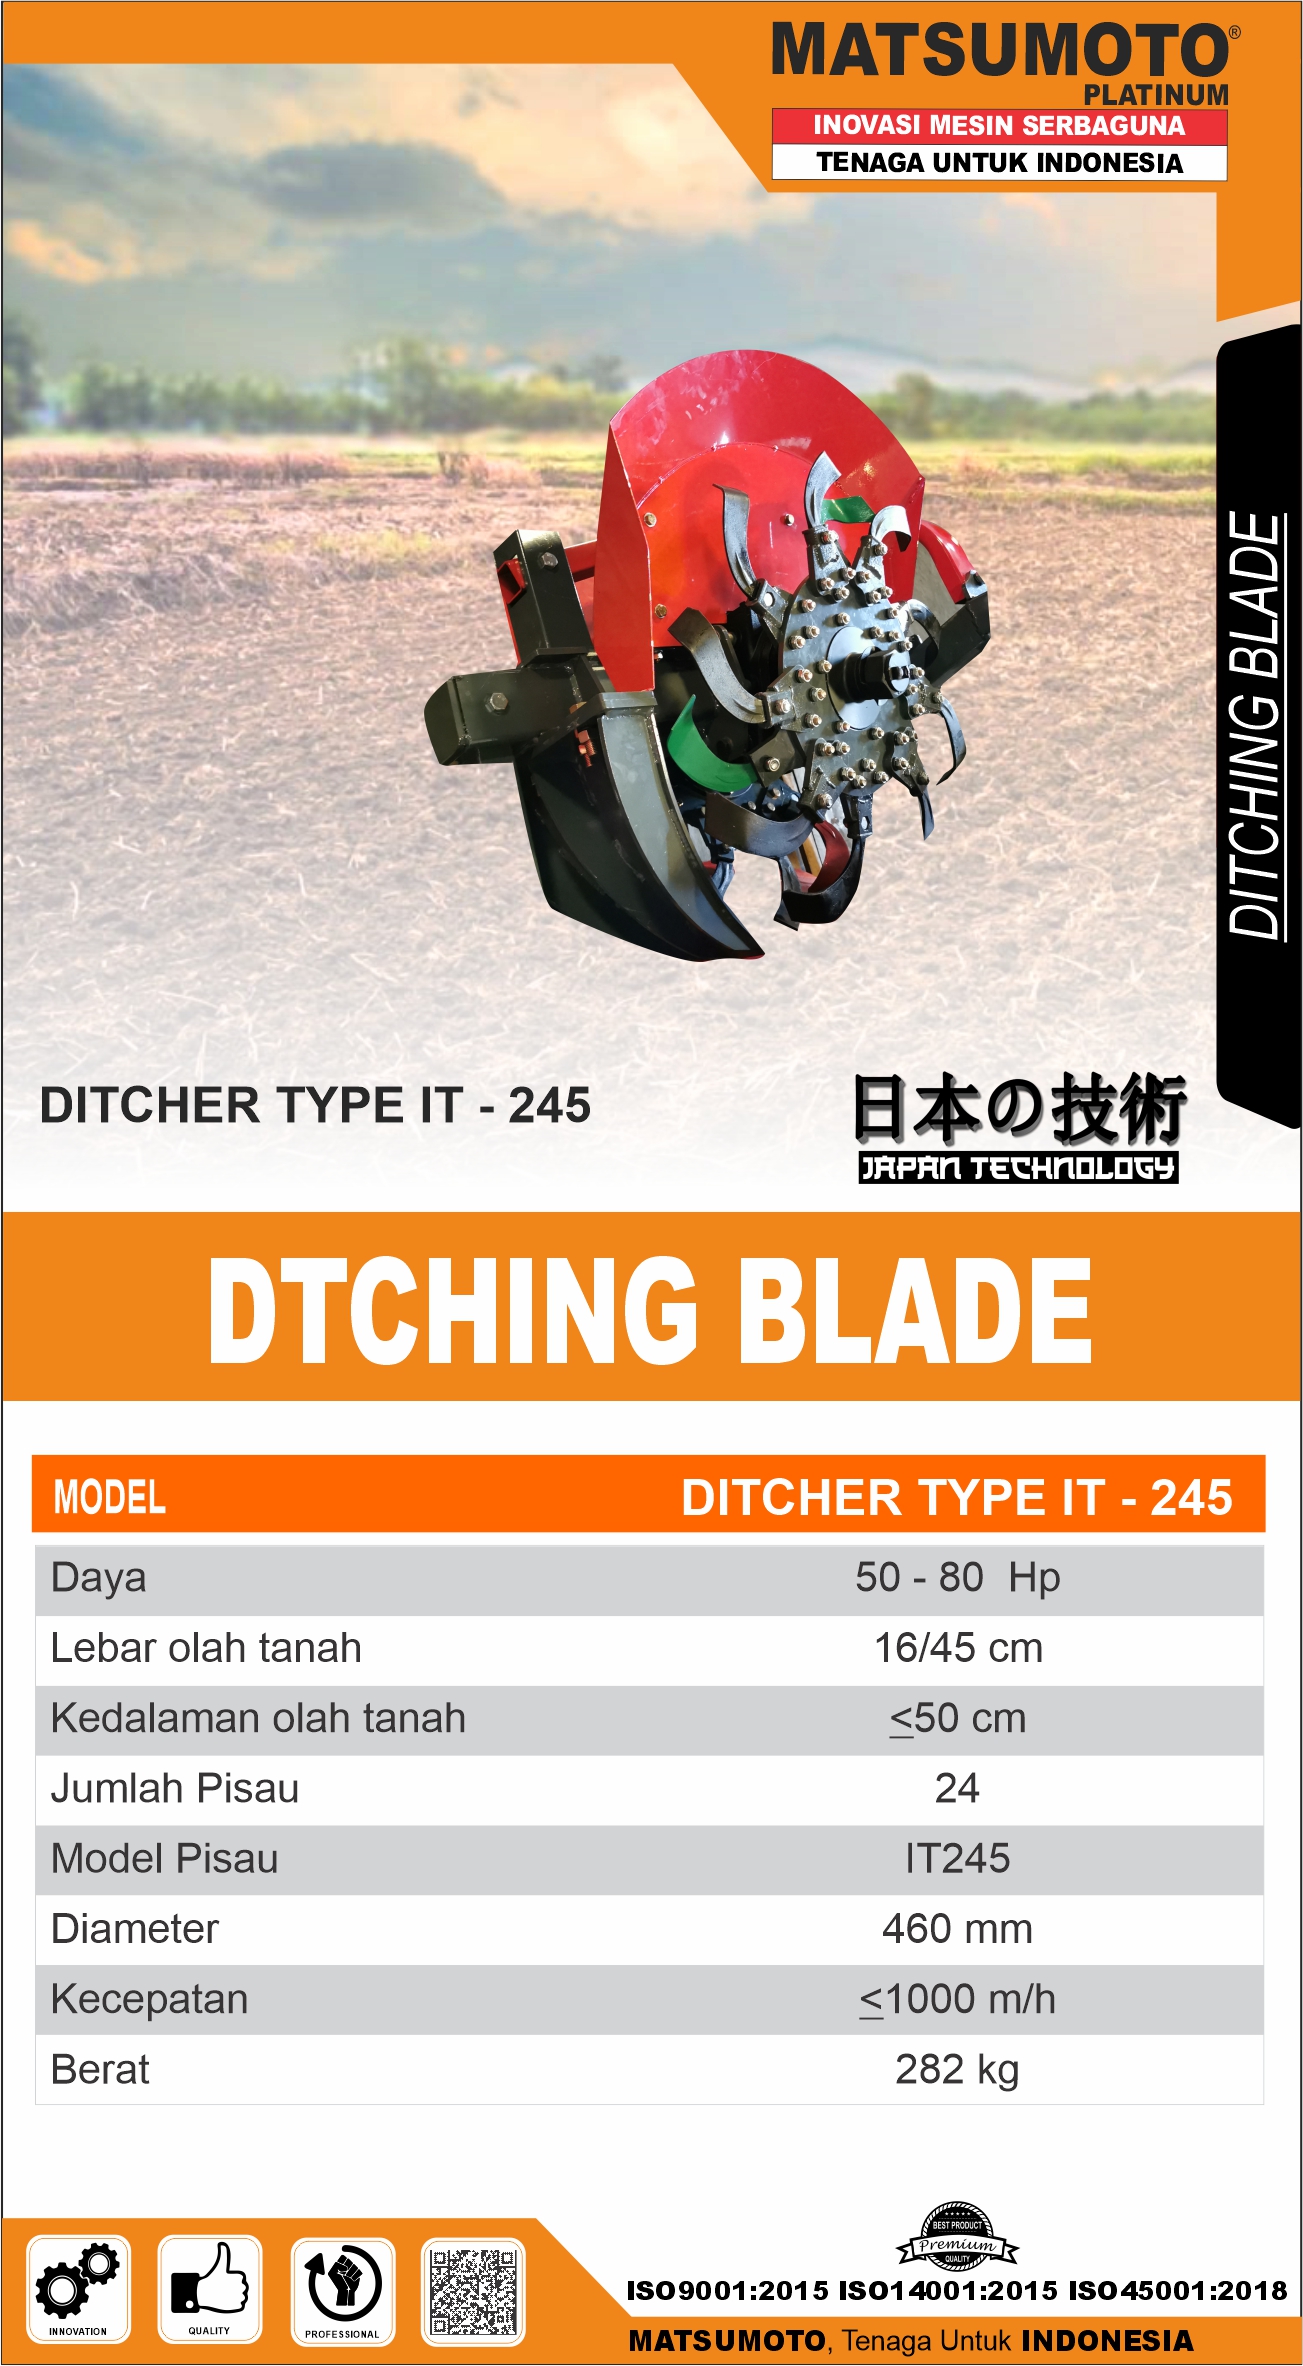 MATSUMOTO®
PLATINUM
INOVASI MESIN SERBAGUNA
TENAGA UNTUK INDONESIA
DITCHING BLADE
DITCHER TYPE IT - 245
日本の技術
JAPAN TECHNOLOGY
DTCHING BLADE
MODEL DITCHER TYPE IT - 245
Daya 50 - 80 Hp
Lebar olah tanah 16/45 cm
Kedalaman olah tanah <50 cm
Jumlah Pisau 24
Model Pisau IT245
Diameter 460 mm
Kecepatan <1000 m/h
Berat 282 kg
BEST PRODUCT
Premium
QUALITY
INNOVATION
QUALITY
PROFESSIONAL
ISO9001:2015 ISO14001:2015 ISO45001:2018
MATSUMOTO, Tenaga Untuk INDONESIA